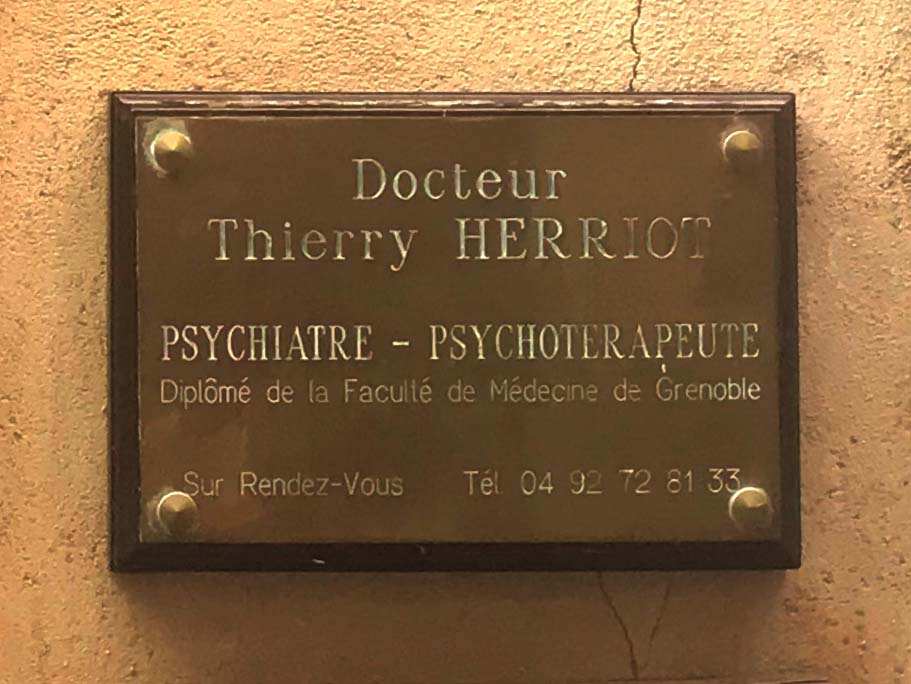 Docteur
Thierry HERRIOT
PSYCHIATRE - PSYCHOTERAPEUTE
Diplômé de la Faculté de Médecine de Grenoble
Sur Rendez-Vous Tél. 04 92 72 81 33